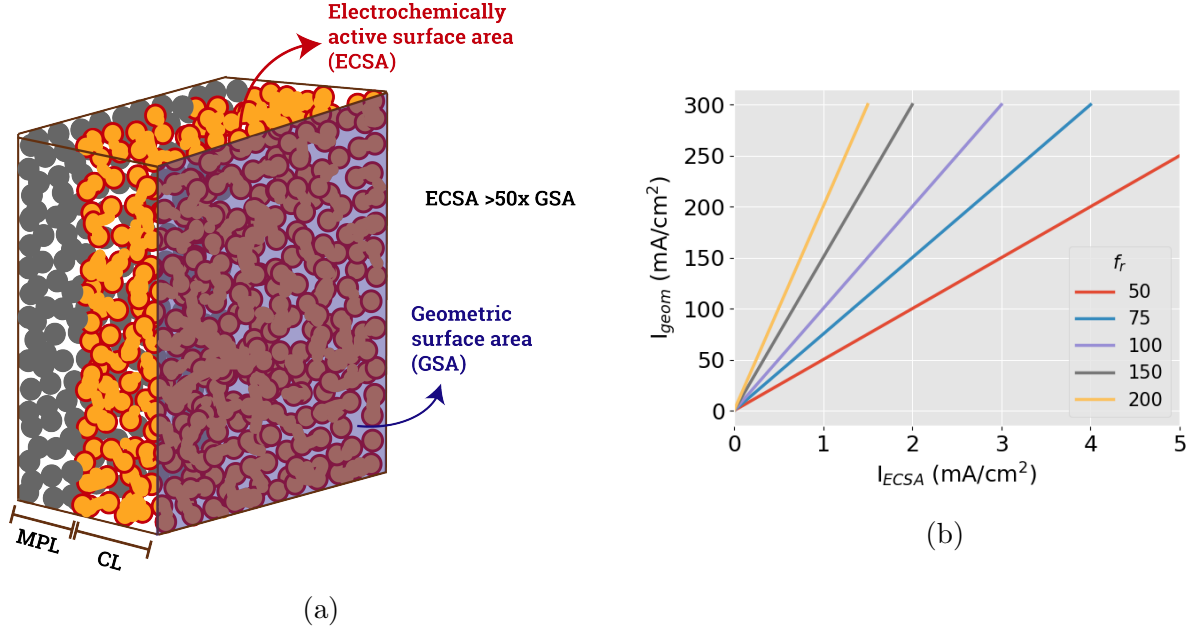 Electrochemically
active surface area
(ECSA)
ECSA >50x GSA
Geometric
surface area
(GSA)
MPL
CL
(a)
300
250
200
150
100
50
0
I_geom (mA/cm²)
0 1 2 3 4 5
I_ECSA (mA/cm²)
f_r
50
75
100
150
200
(b)